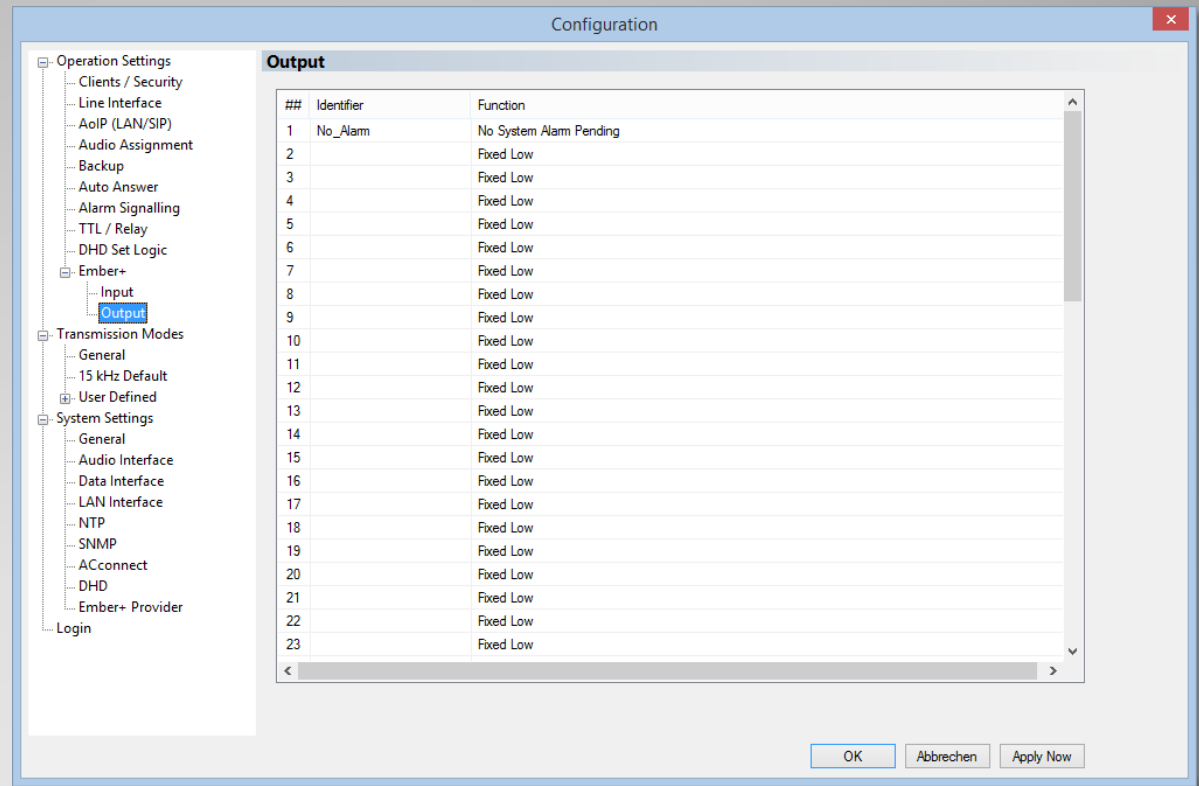 Configuration
Operation Settings
Clients / Security
Line Interface
AoIP (LAN/SIP)
Audio Assignment
Backup
Auto Answer
Alarm Signalling
TTL / Relay
DHD Set Logic
Ember+
Input
Output
Transmission Modes
General
15 kHz Default
User Defined
System Settings
General
Audio Interface
Data Interface
LAN Interface
NTP
SNMP
ACconnect
DHD
Ember+ Provider
Login
Output
## Identifier Function
1 No_Alarm No System Alarm Pending
2 Fixed Low
3 Fixed Low
4 Fixed Low
5 Fixed Low
6 Fixed Low
7 Fixed Low
8 Fixed Low
9 Fixed Low
10 Fixed Low
11 Fixed Low
12 Fixed Low
13 Fixed Low
14 Fixed Low
15 Fixed Low
16 Fixed Low
17 Fixed Low
18 Fixed Low
19 Fixed Low
20 Fixed Low
21 Fixed Low
22 Fixed Low
23 Fixed Low
OK Abbrechen Apply Now